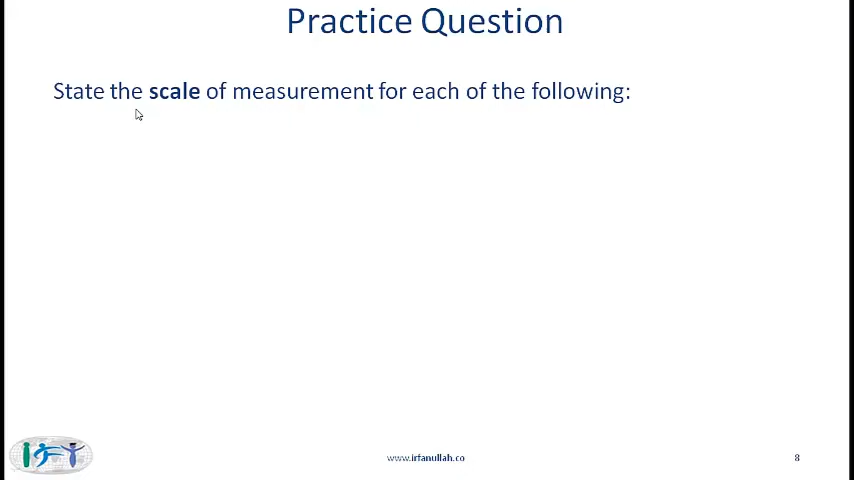 Practice Question
State the scale of measurement for each of the following:
www.irfanullah.co
8